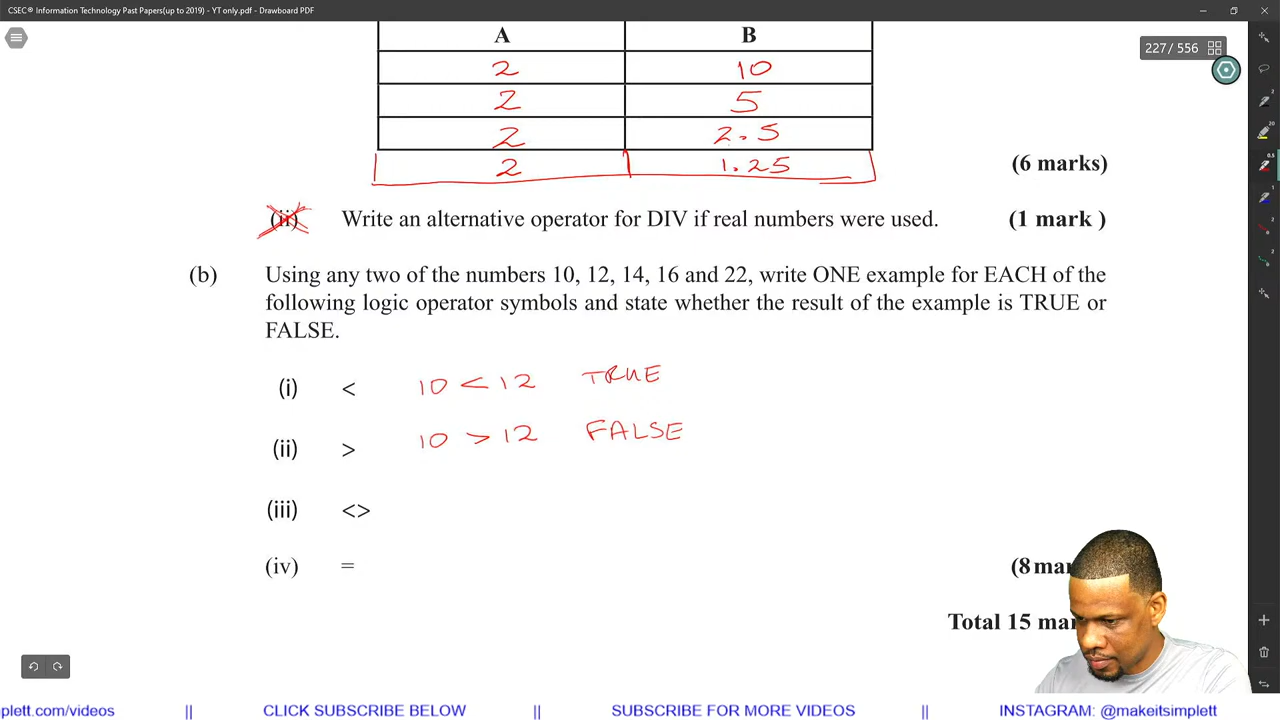 CSEC® Information Technology Past Papers(up to 2019) - YT only.pdf - Drawboard PDF
227 / 556
A B
2 10
2 5
2 2.5
2 1.25
(6 marks)
(ii) Write an alternative operator for DIV if real numbers were used. (1 mark )
(b) Using any two of the numbers 10, 12, 14, 16 and 22, write ONE example for EACH of the
following logic operator symbols and state whether the result of the example is TRUE or
FALSE.
(i) < 10 < 12 TRUE
(ii) > 10 > 12 FALSE
(iii) <>
(iv) = (8 mar
Total 15 mar
mplett.com/videos || CLICK SUBSCRIBE BELOW || SUBSCRIBE FOR MORE VIDEOS || INSTAGRAM: @makeitsimplett